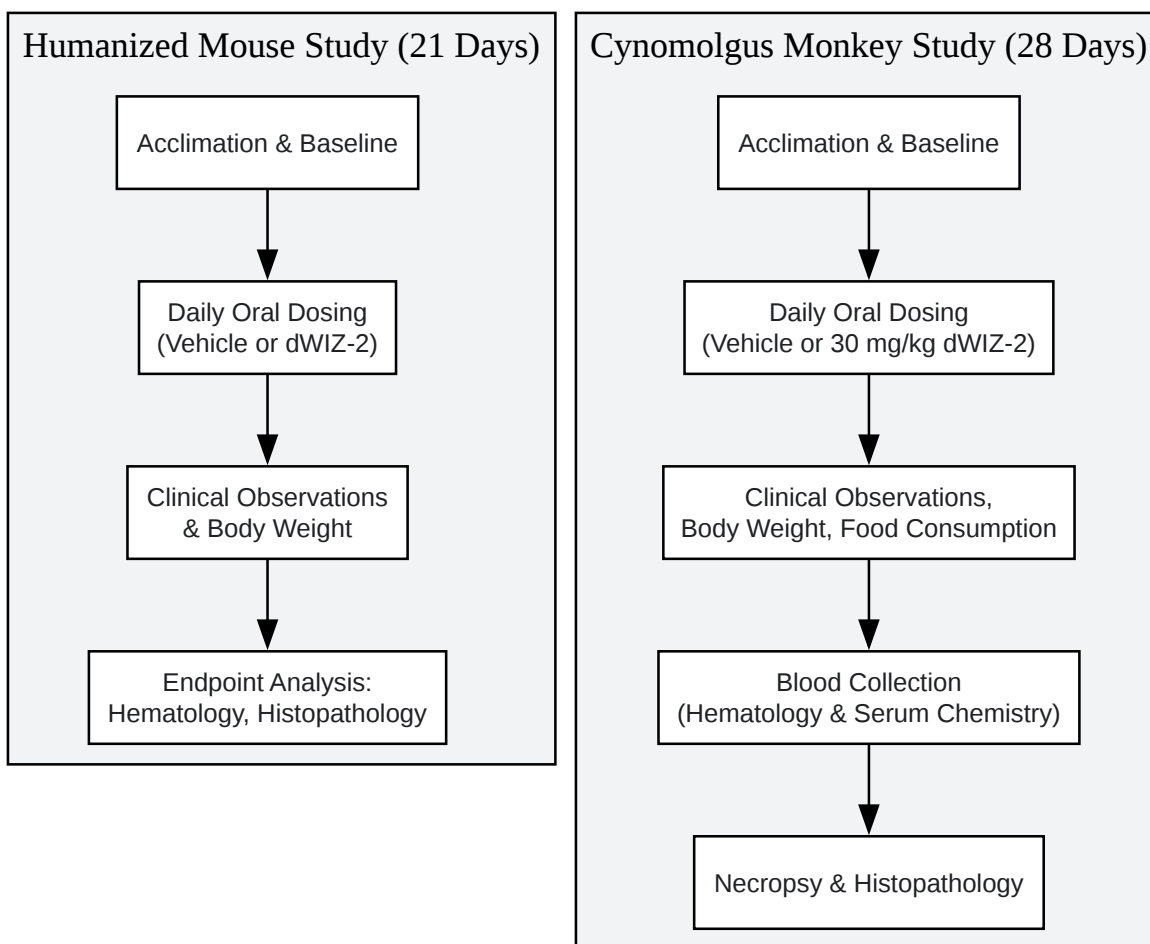 Humanized Mouse Study (21 Days)
Acclimation & Baseline
Daily Oral Dosing
(Vehicle or dWIZ-2)
Clinical Observations
& Body Weight
Endpoint Analysis:
Hematology, Histopathology
Cynomolgus Monkey Study (28 Days)
Acclimation & Baseline
Daily Oral Dosing
(Vehicle or 30 mg/kg dWIZ-2)
Clinical Observations,
Body Weight, Food Consumption
Blood Collection
(Hematology & Serum Chemistry)
Necropsy & Histopathology